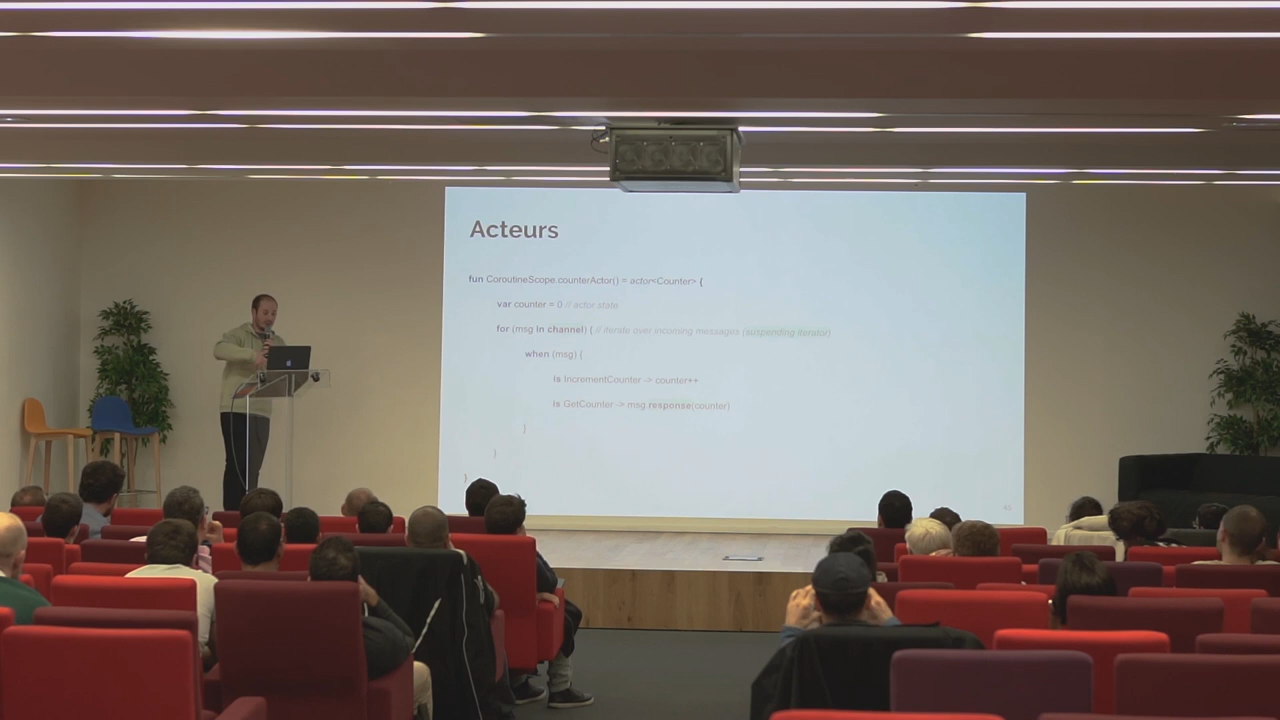 Acteurs
fun CoroutineScope.counterActor() = actor<Counter> {
var counter = 0 // actor state
for (msg in channel) { // iterate over incoming messages (suspending iterator)
when (msg) {
is IncrementCounter -> counter++
is GetCounter -> msg.response(counter)
}
}
}
40